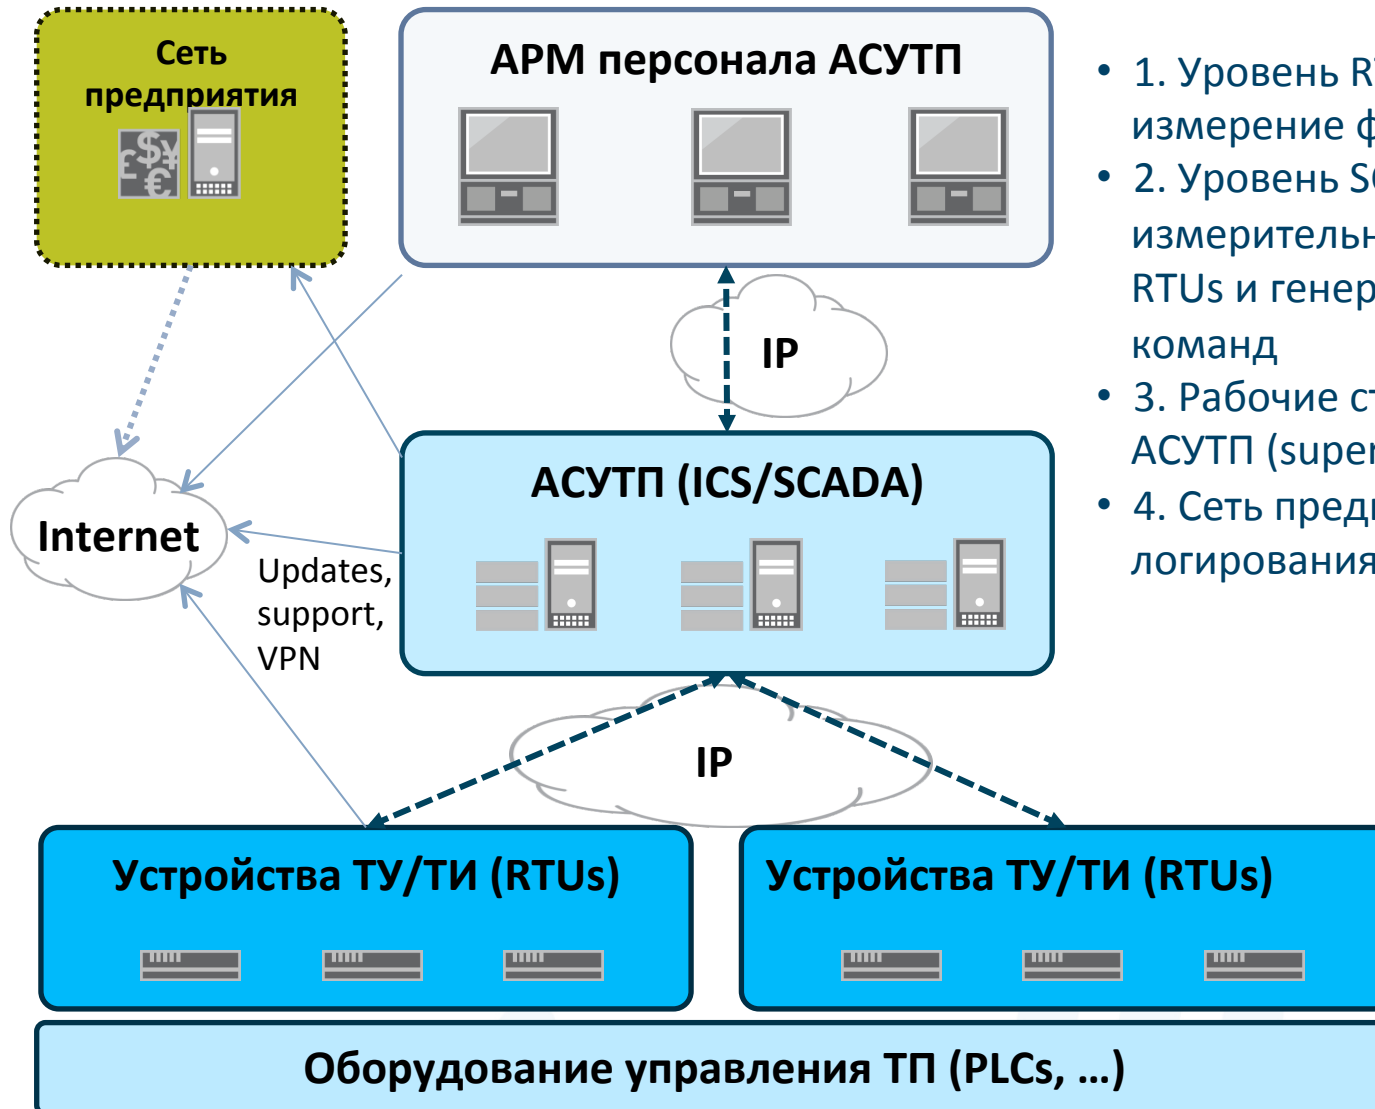 Сеть
предприятия
АРМ персонала АСУТП
£$¥€
IP
АСУТП (ICS/SCADA)
Internet
Updates,
support,
VPN
IP
Устройства ТУ/ТИ (RTUs)
Устройства ТУ/ТИ (RTUs)
Оборудование управления ТП (PLCs, ...)
• 1. Уровень
измерение
• 2. Уровень
RTUs и
команд
• 3. Рабочие
АСУТП
• 4. Сеть
логирования